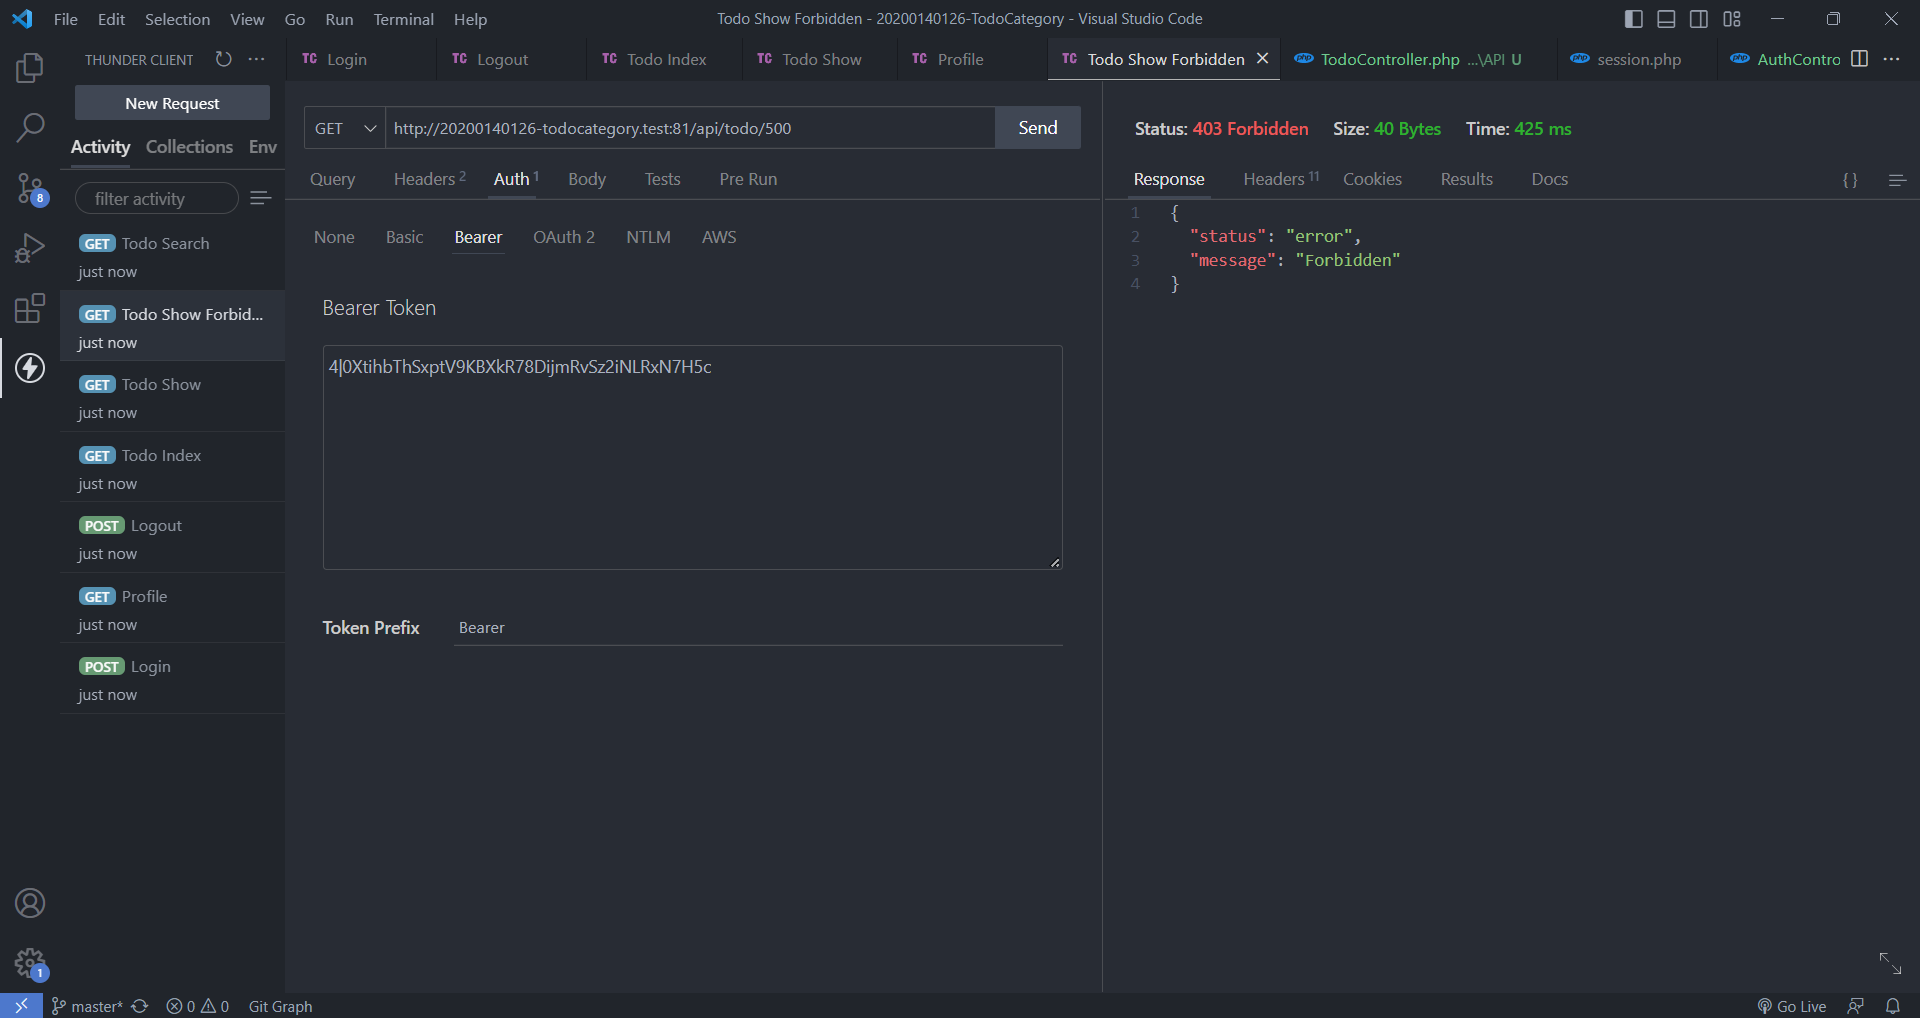 File Edit Selection View Go Run Terminal Help
Todo Show Forbidden - 20200140126-TodoCategory - Visual Studio Code
THUNDER CLIENT
TC Login TC Logout TC Todo Index TC Todo Show TC Profile TC Todo Show Forbidden TodoController.php ...\API U session.php AuthContro
New Request
Activity Collections Env
filter activity
GET Todo Search
just now
GET Todo Show Forbid...
just now
GET Todo Show
just now
GET Todo Index
just now
POST Logout
just now
GET Profile
just now
POST Login
just now
8
1
GET http://20200140126-todocategory.test:81/api/todo/500 Send
Query Headers 2 Auth 1 Body Tests Pre Run
None Basic Bearer OAuth 2 NTLM AWS
Bearer Token
4|0XtihbThSxptV9KBXkR78DijmRvSz2iNLRxN7H5c
Token Prefix Bearer
Status: 403 Forbidden Size: 40 Bytes Time: 425 ms
Response Headers 11 Cookies Results Docs { }
1 {
2 "status": "error",
3 "message": "Forbidden"
4 }
master* 0 0 Git Graph Go Live